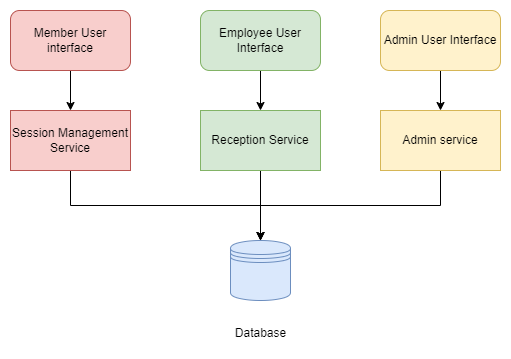 Member User
interface
Employee User
Interface
Admin User Interface
Session Management
Service
Reception Service
Admin service
Database